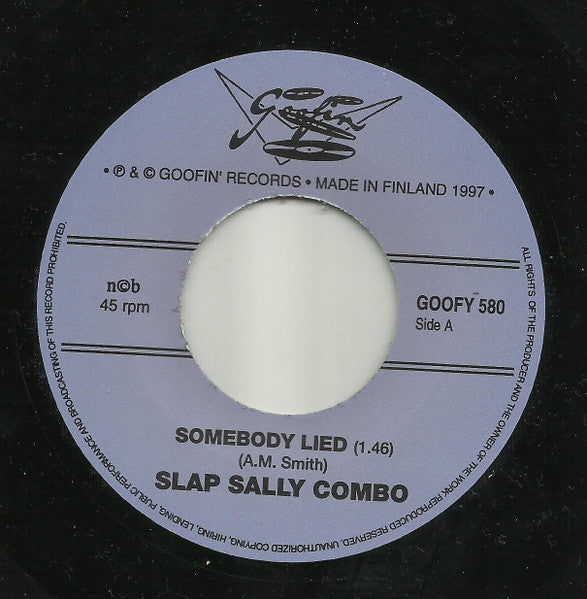 Goofin'
• ℗ & © GOOFIN' RECORDS • MADE IN FINLAND 1997 •
n©b
45 rpm
GOOFY 580
Side A
SOMEBODY LIED (1.46)
(A.M. Smith)
SLAP SALLY COMBO
ALL RIGHTS OF THE PRODUCER AND THE OWNER OF THE WORK REPRODUCED RESERVED. UNAUTHORIZED COPYING, HIRING, LENDING, PUBLIC PERFORMANCE AND BROADCASTING OF THIS RECORD PROHIBITED.